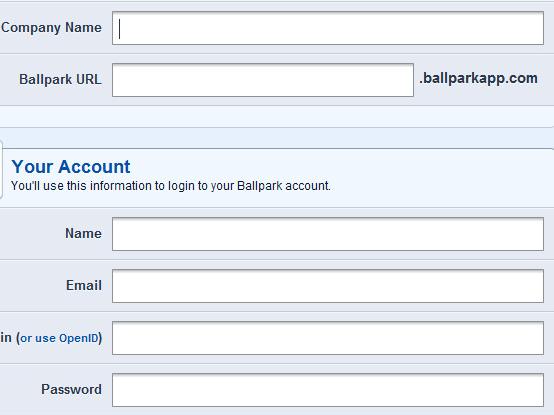 Company Name
Ballpark URL .ballparkapp.com
Your Account
You'll use this information to login to your Ballpark account.
Name
Email
in (or use OpenID)
Password